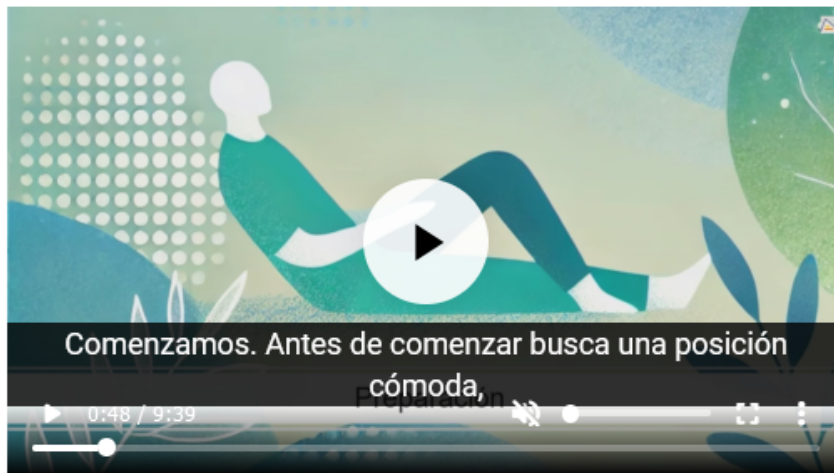 Comenzamos. Antes de comenzar busca una posición
cómoda,
Preparación
0:48 / 9:39